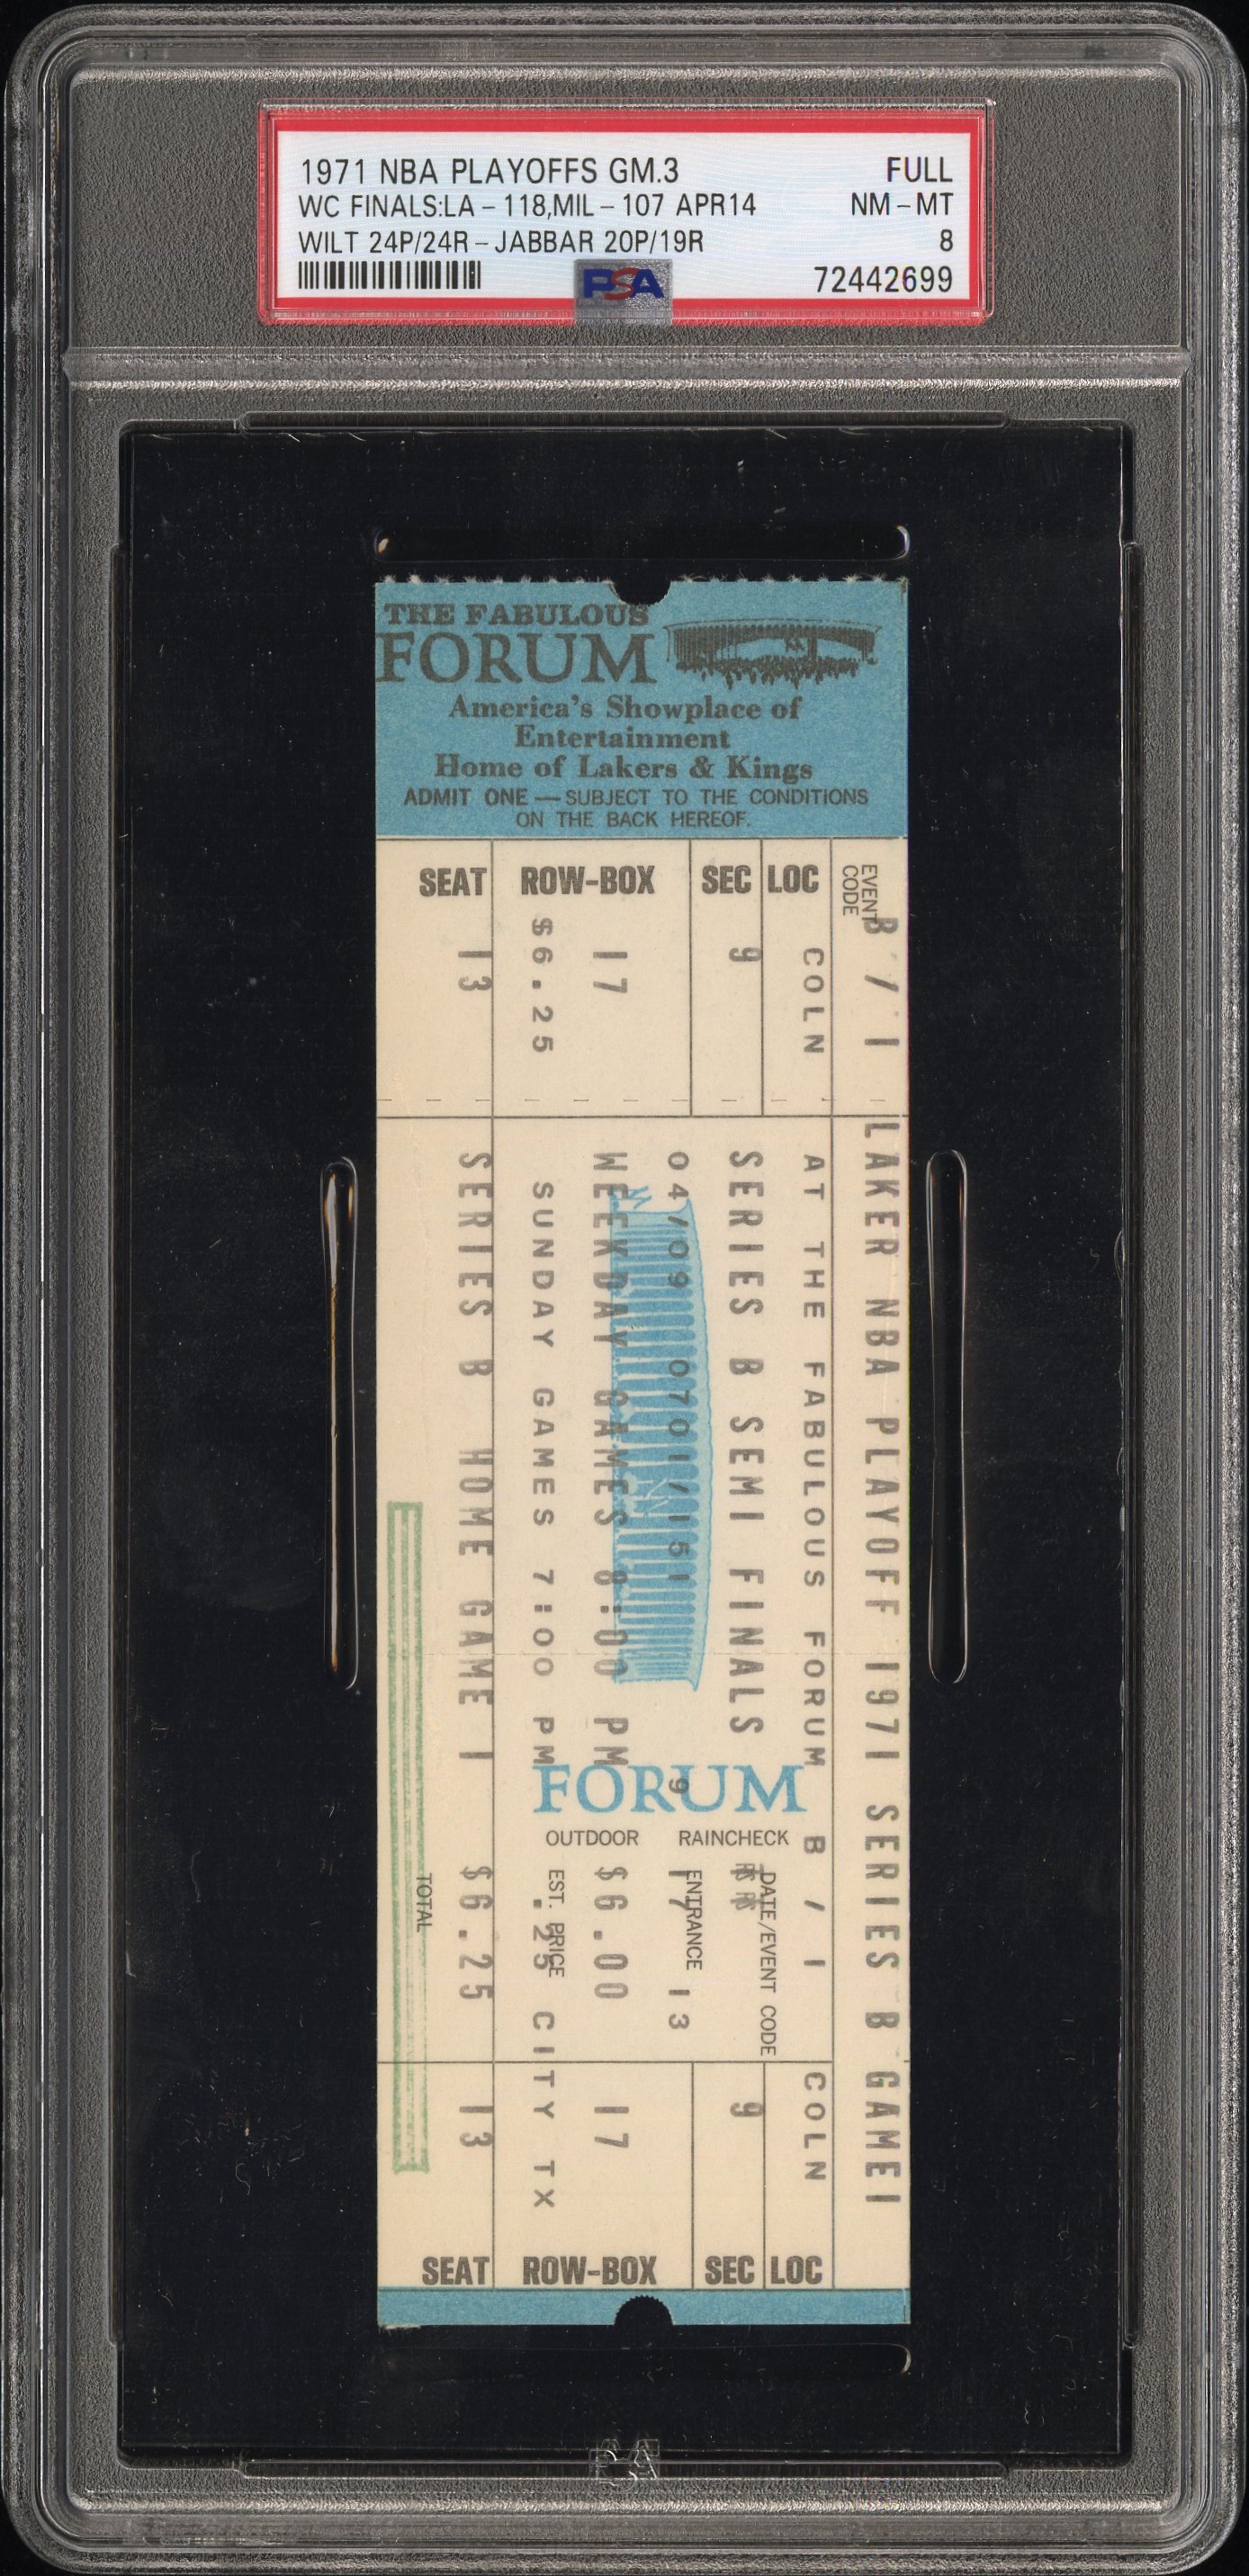 1971 NBA PLAYOFFS GM.3 FULL
WC FINALS:LA-118,MIL-107 APR14 NM-MT
WILT 24P/24R-JABBAR 20P/19R 8
PSA 72442699
THE FABULOUS
FORUM
America's Showplace of
Entertainment
Home of Lakers & Kings
ADMIT ONE — SUBJECT TO THE CONDITIONS
ON THE BACK HEREOF.
SEAT ROW-BOX SEC LOC
EVENT
CODE
B/1
COLN
9
17
$6.25
13
LAKER NBA PLAYOFF 1971 SERIES B GAME1
AT THE FABULOUS FORUM B/1 COLN
SERIES B SEMI FINALS
04/09 0701/151 9 17 13
WEEKDAY GAMES 8:00 PM $6.00
SUNDAY GAMES 7:00 PM .25 CITY TX
SERIES B HOME GAME 1 $6.25
FORUM
OUTDOOR RAINCHECK
DATE/EVENT CODE
ENTRANCE
EST. PRICE
TOTAL
9
17
13
SEAT ROW-BOX SEC LOC